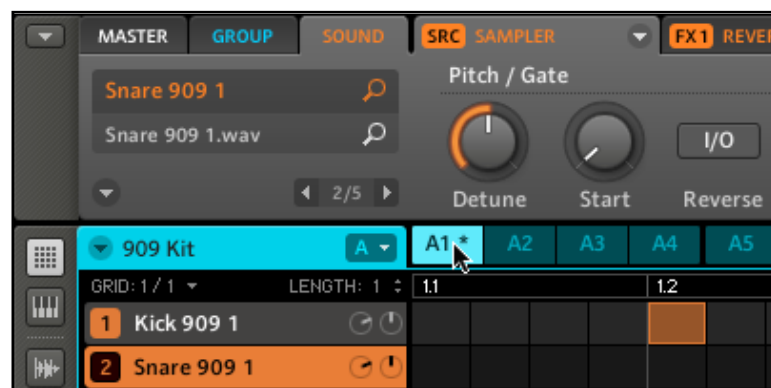 MASTER GROUP SOUND SRC SAMPLER FX1 REVE
Snare 909 1
Snare 909 1.wav
2/5
Pitch / Gate
I/O
Detune Start Reverse
909 Kit A A1 * A2 A3 A4 A5
GRID: 1 / 1 LENGTH: 1 1.1 1.2
1 Kick 909 1
2 Snare 909 1